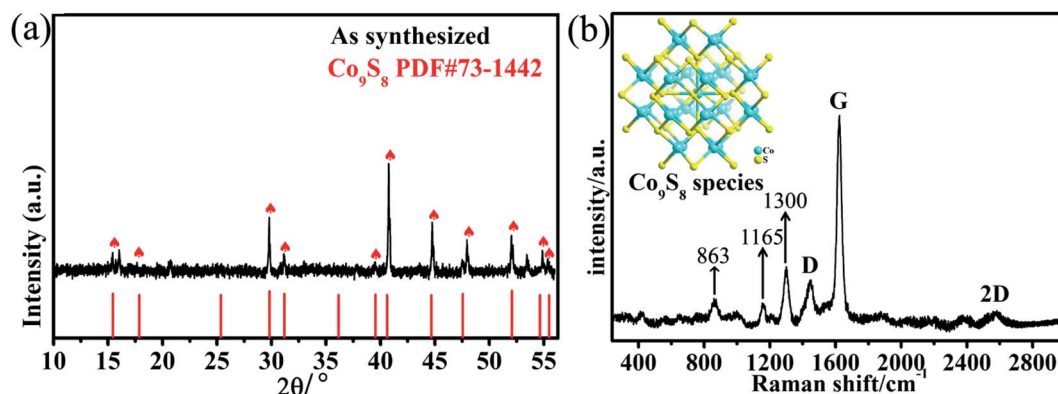 (a)
As synthesized
Co₉S₈ PDF#73-1442
Intensity (a.u.)
10 15 20 25 30 35 40 45 50 55
2θ/ °
(b)
G
Co
S
Co₉S₈ species
1300
1165
863
D
2D
intensity/a.u.
400 800 1200 1600 2000 2400 2800
Raman shift/cm⁻¹